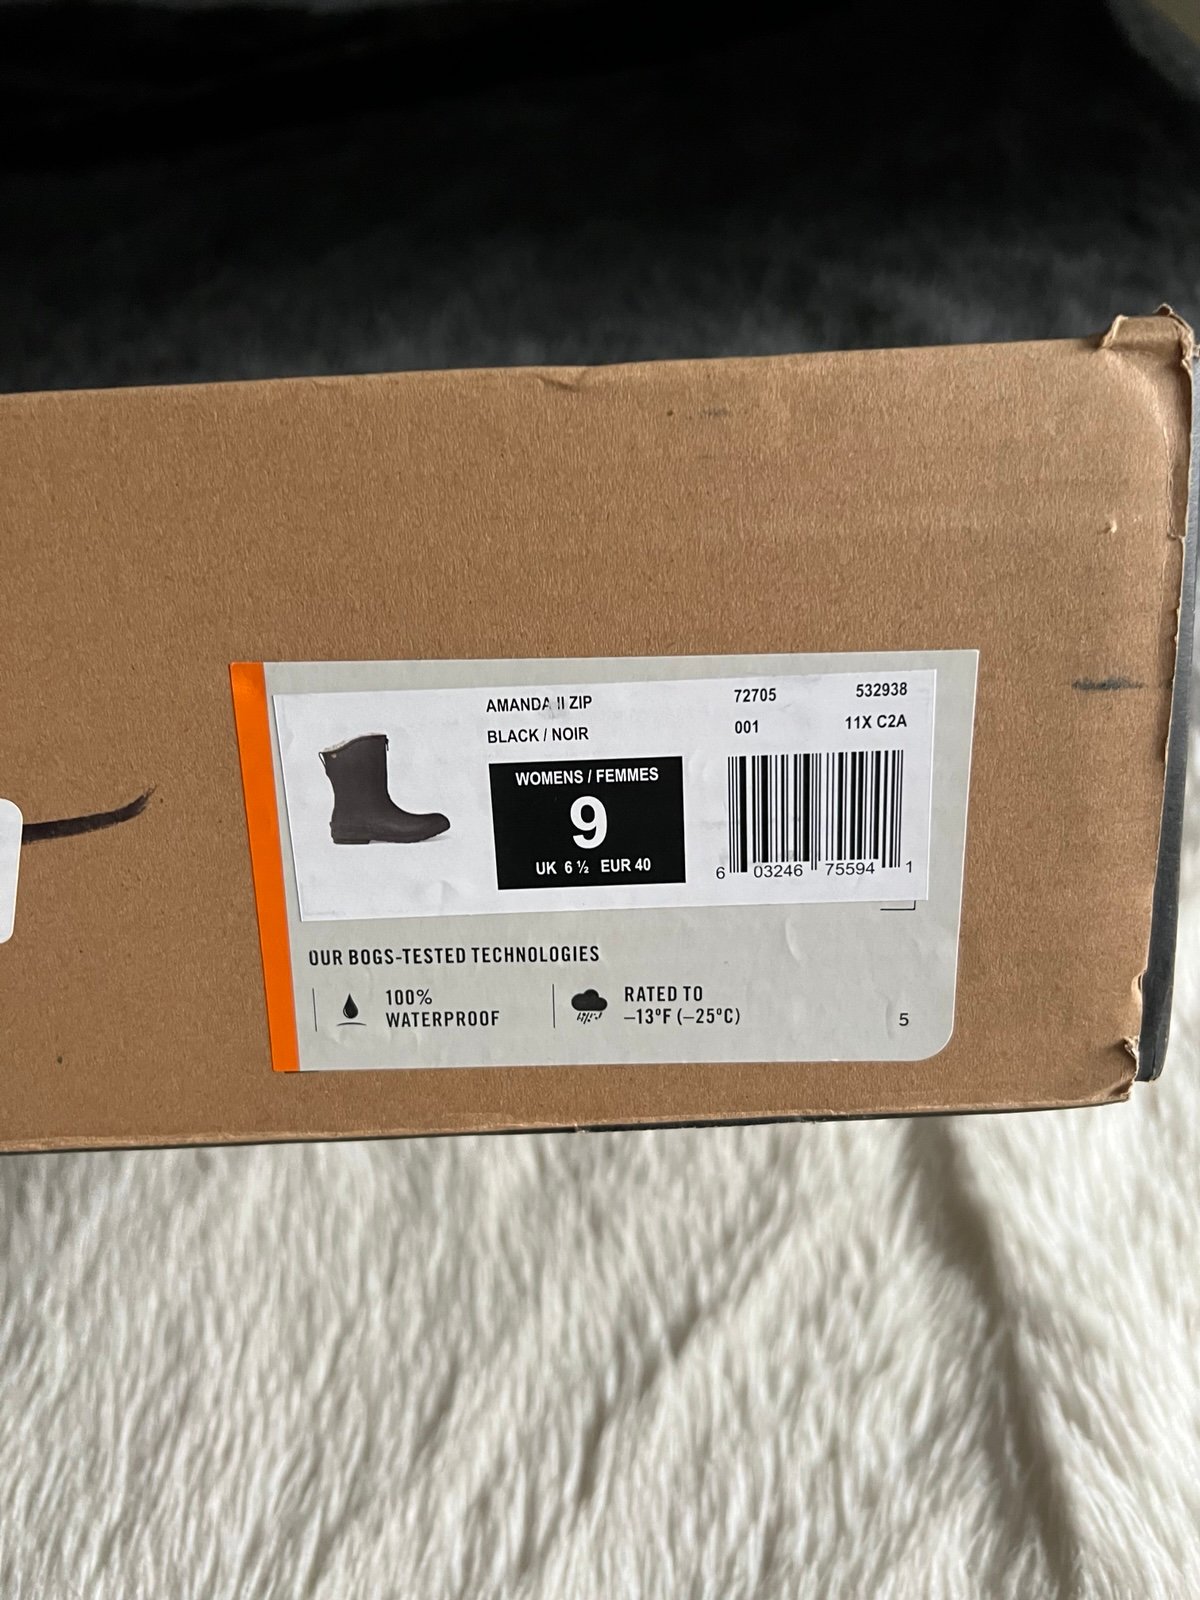 AMANDA II ZIP 72705 532938
BLACK / NOIR 001 11X C2A
WOMENS / FEMMES
9
UK 6 ½ EUR 40
6 03246 75594 1
OUR BOGS-TESTED TECHNOLOGIES
100%
WATERPROOF
RATED TO
–13°F (–25°C)
5